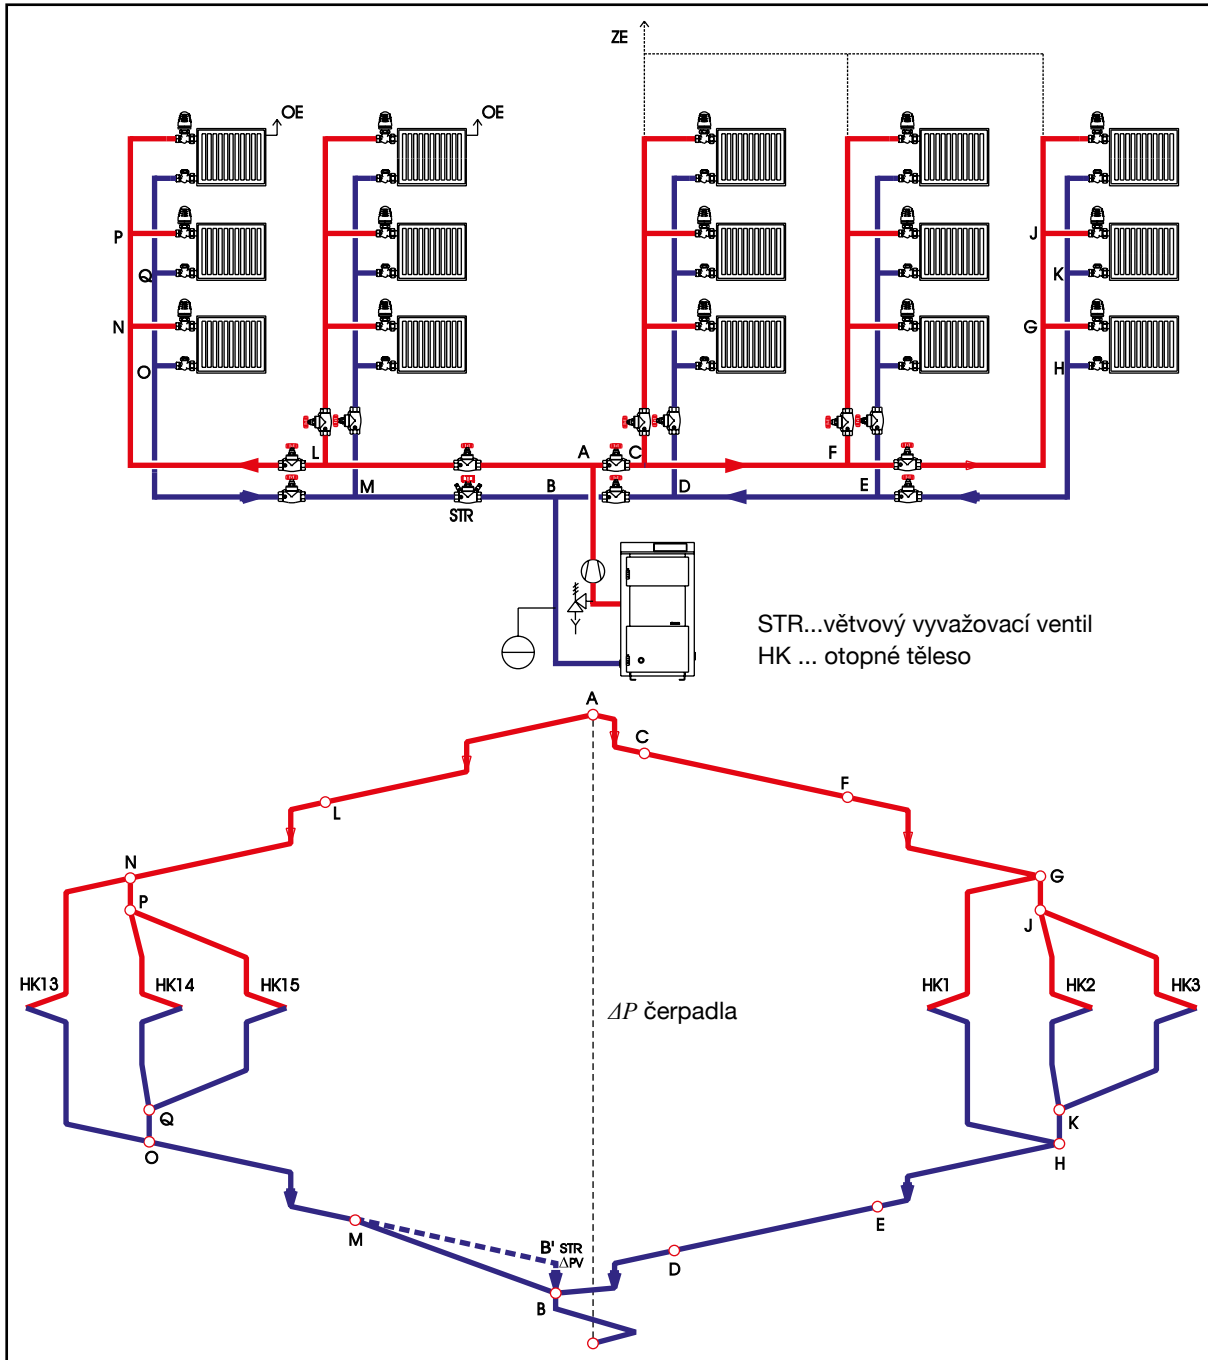 ZE
OE
OE
P
J
Q
K
N
G
O
H
L
A
C
F
M
B
D
E
STR
STR...větvový vyvažovací ventil
HK ... otopné těleso
A
C
F
L
N
G
P
J
HK13
HK14
HK15
HK1
HK2
HK3
ΔP čerpadla
Q
K
O
H
M
E
B' STR
ΔPV
D
B